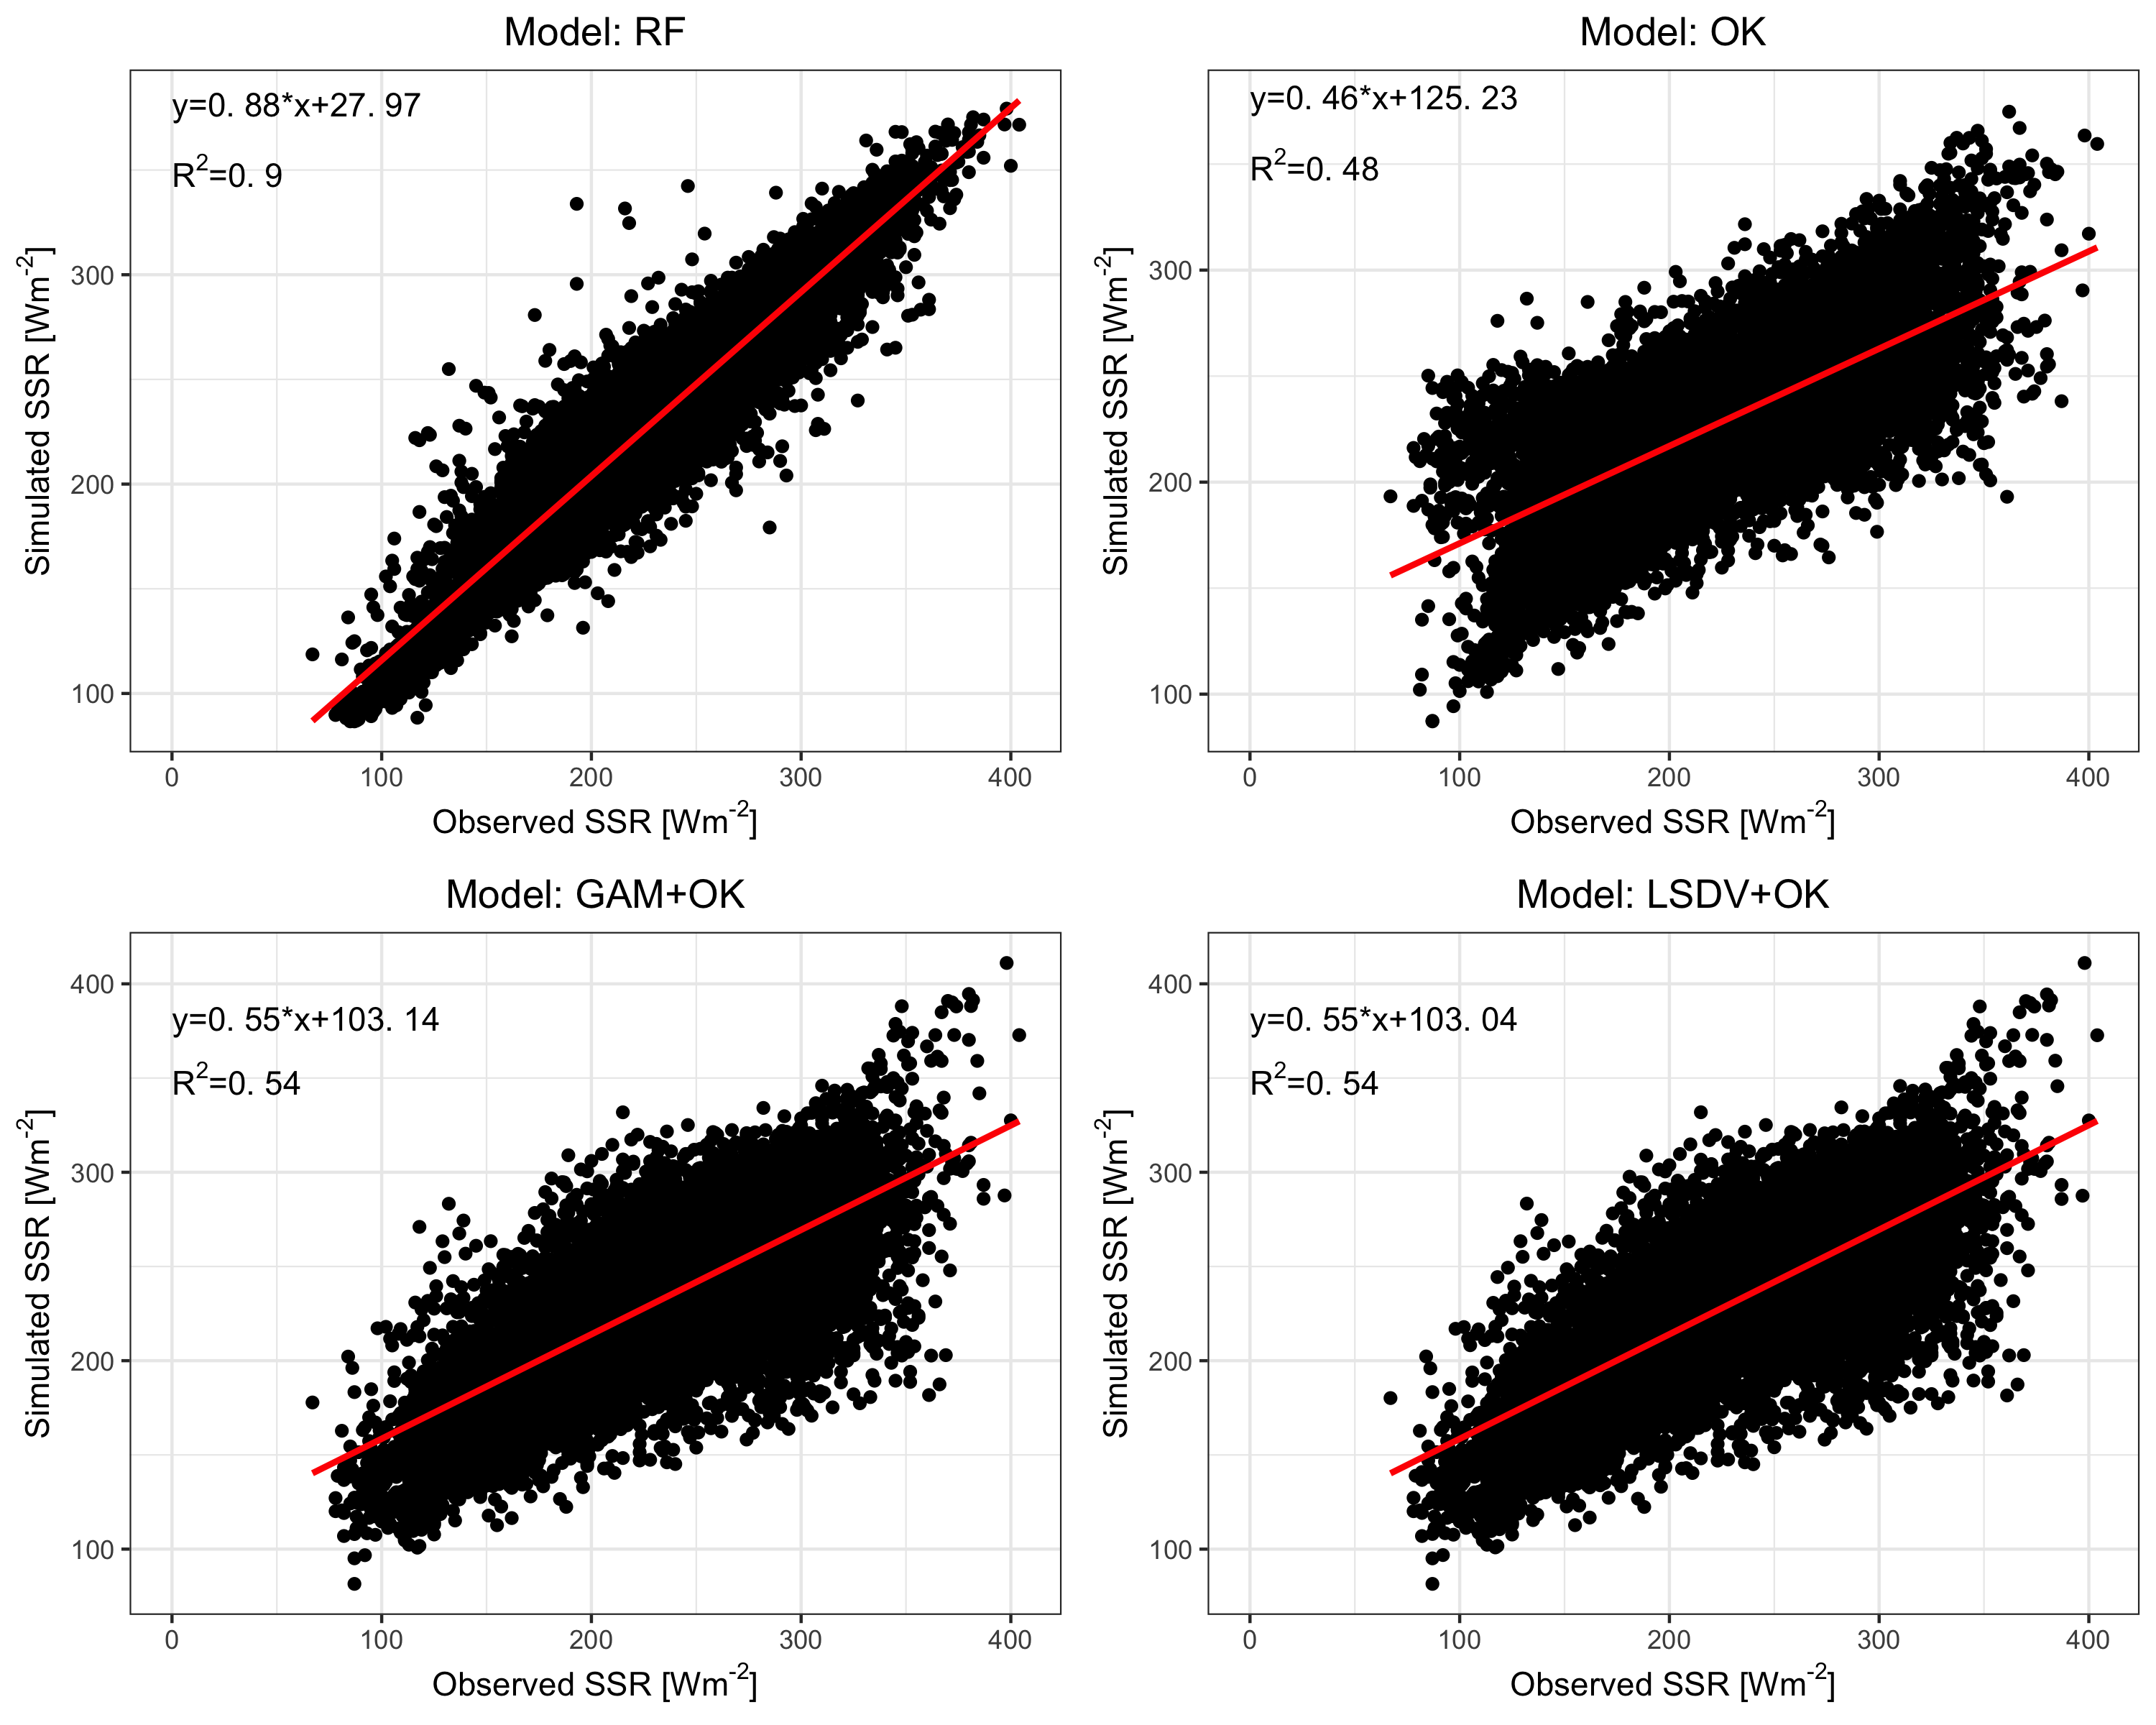 Model: RF
y=0. 88*x+27. 97
R²=0. 9
300
200
100
Simulated SSR [Wm⁻²]
0 100 200 300 400
Observed SSR [Wm⁻²]
Model: OK
y=0. 46*x+125. 23
R²=0. 48
300
200
100
Simulated SSR [Wm⁻²]
0 100 200 300 400
Observed SSR [Wm⁻²]
Model: GAM+OK
400
y=0. 55*x+103. 14
R²=0. 54
300
200
100
Simulated SSR [Wm⁻²]
0 100 200 300 400
Observed SSR [Wm⁻²]
Model: LSDV+OK
400
y=0. 55*x+103. 04
R²=0. 54
300
200
100
Simulated SSR [Wm⁻²]
0 100 200 300 400
Observed SSR [Wm⁻²]